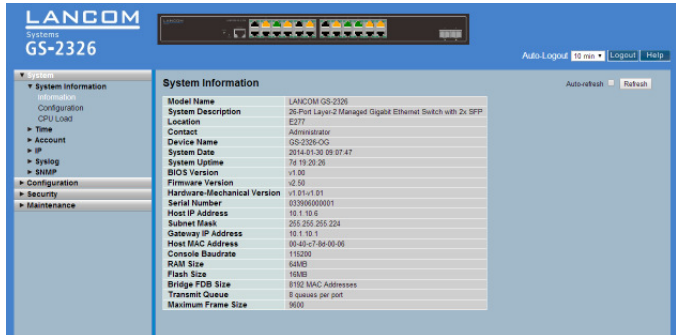 LANCOM
Systems
GS-2326
LANCOM
Auto-Logout 10 min Logout Help
System
System Information
Information
Configuration
CPU Load
Time
Account
IP
Syslog
SNMP
Configuration
Security
Maintenance
System Information
Auto-refresh Refresh
Model Name LANCOM GS-2326
System Description 26-Port Layer-2 Managed Gigabit Ethernet Switch with 2x SFP
Location E277
Contact Administrator
Device Name GS-2326-OG
System Date 2014-01-30 09:07:47
System Uptime 7d 19:20:26
BIOS Version v1.00
Firmware Version v2.50
Hardware-Mechanical Version v1.01-v1.01
Serial Number 033906000001
Host IP Address 10.1.10.6
Subnet Mask 255.255.255.224
Gateway IP Address 10.1.10.1
Host MAC Address 00-40-c7-8d-00-06
Console Baudrate 115200
RAM Size 64MB
Flash Size 16MB
Bridge FDB Size 8192 MAC Addresses
Transmit Queue 8 queues per port
Maximum Frame Size 9600